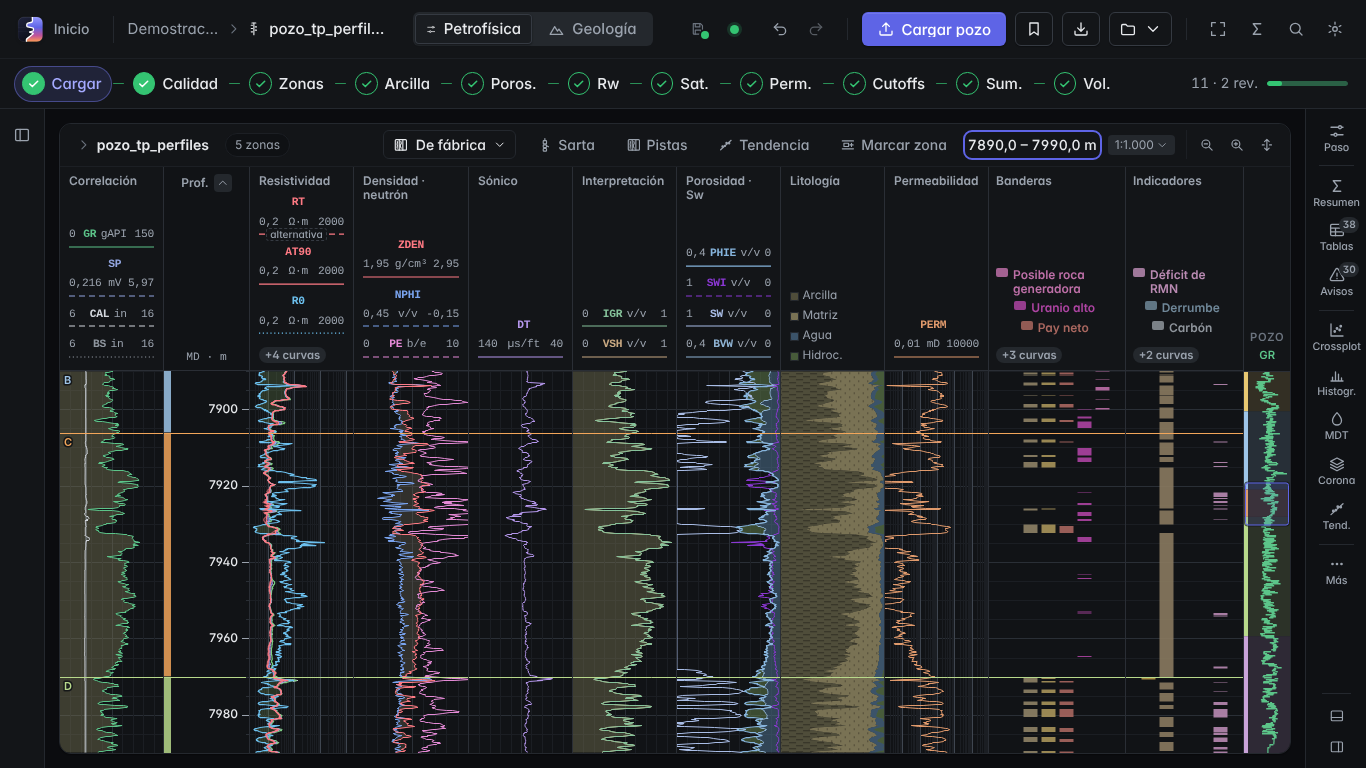 Inicio
Demostrac...
pozo_tp_perfil...
Petrofísica
Geología
Cargar pozo
Cargar
Calidad
Zonas
Arcilla
Poros.
Rw
Sat.
Perm.
Cutoffs
Sum.
Vol.
11 · 2 rev.
pozo_tp_perfiles
5 zonas
De fábrica
Sarta
Pistas
Tendencia
Marcar zona
7890,0 – 7990,0 m
1:1.000
Correlación
0 GR gAPI 150
SP
0,216 mV 5,97
6 CAL in 16
6 BS in 16
Prof.
MD · m
Resistividad
RT
0,2 Ω·m 2000
alternativa
AT90
0,2 Ω·m 2000
R0
0,2 Ω·m 2000
+4 curvas
Densidad ·
neutrón
ZDEN
1,95 g/cm³ 2,95
NPHI
0,45 v/v -0,15
0 PE b/e 10
Sónico
DT
140 µs/ft 40
Interpretación
0 IGR v/v 1
0 VSH v/v 1
Porosidad ·
Sw
0,4 PHIE v/v 0
1 SWI v/v 0
1 SW v/v 0
0,4 BVW v/v 0
Litología
Arcilla
Matriz
Agua
Hidroc.
Permeabilidad
PERM
0,01 mD 10000
Banderas
Posible roca
generadora
Uranio alto
Pay neto
+3 curvas
Indicadores
Déficit de
RMN
Derrumbe
Carbón
+2 curvas
POZO
GR
B
C
D
7900
7920
7940
7960
7980
Paso
Resumen
38
Tablas
30
Avisos
Crossplot
Histogr.
MDT
Corona
Tend.
Más